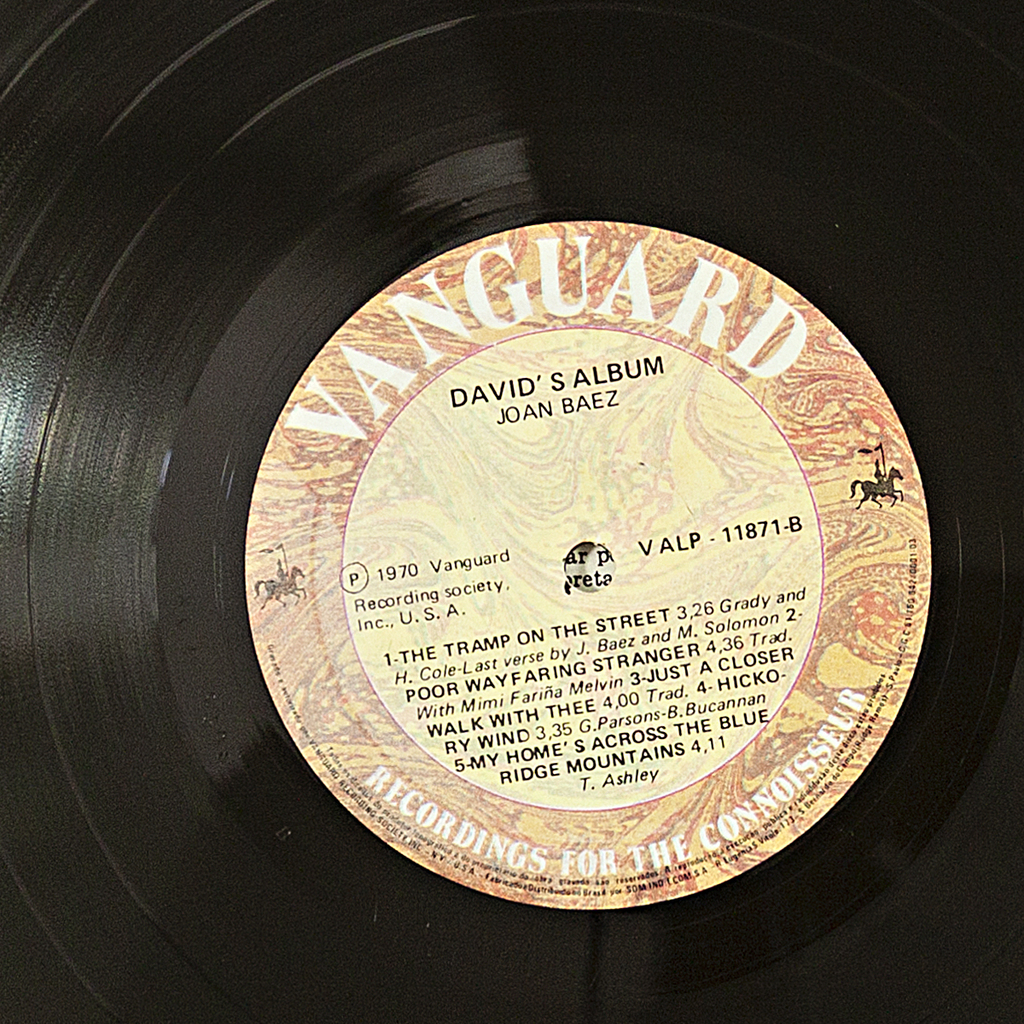 VANGUARD
DAVID' S ALBUM
JOAN BAEZ
VALP - 11871-B
P 1970 Vanguard
Recording society,
Inc., U. S. A.
ar p
reta
1-THE TRAMP ON THE STREET 3,26 Grady and
H. Cole-Last verse by J. Baez and M. Solomon 2-
POOR WAYFARING STRANGER 4,36 Trad.
With Mimi Fariña Melvin 3-JUST A CLOSER
WALK WITH THEE 4,00 Trad. 4- HICKO-
RY WIND 3,35 G.Parsons-B.Bucannan
5-MY HOME' S ACROSS THE BLUE
RIDGE MOUNTAINS 4,11
T. Ashley
RECORDINGS FOR THE CONNOISSEUR